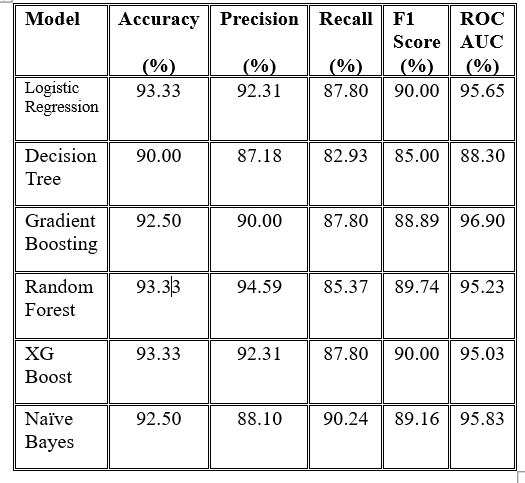 Model Accuracy (%) Precision (%) Recall (%) F1 Score (%) ROC AUC (%)
Logistic Regression 93.33 92.31 87.80 90.00 95.65
Decision Tree 90.00 87.18 82.93 85.00 88.30
Gradient Boosting 92.50 90.00 87.80 88.89 96.90
Random Forest 93.33 94.59 85.37 89.74 95.23
XG Boost 93.33 92.31 87.80 90.00 95.03
Naïve Bayes 92.50 88.10 90.24 89.16 95.83